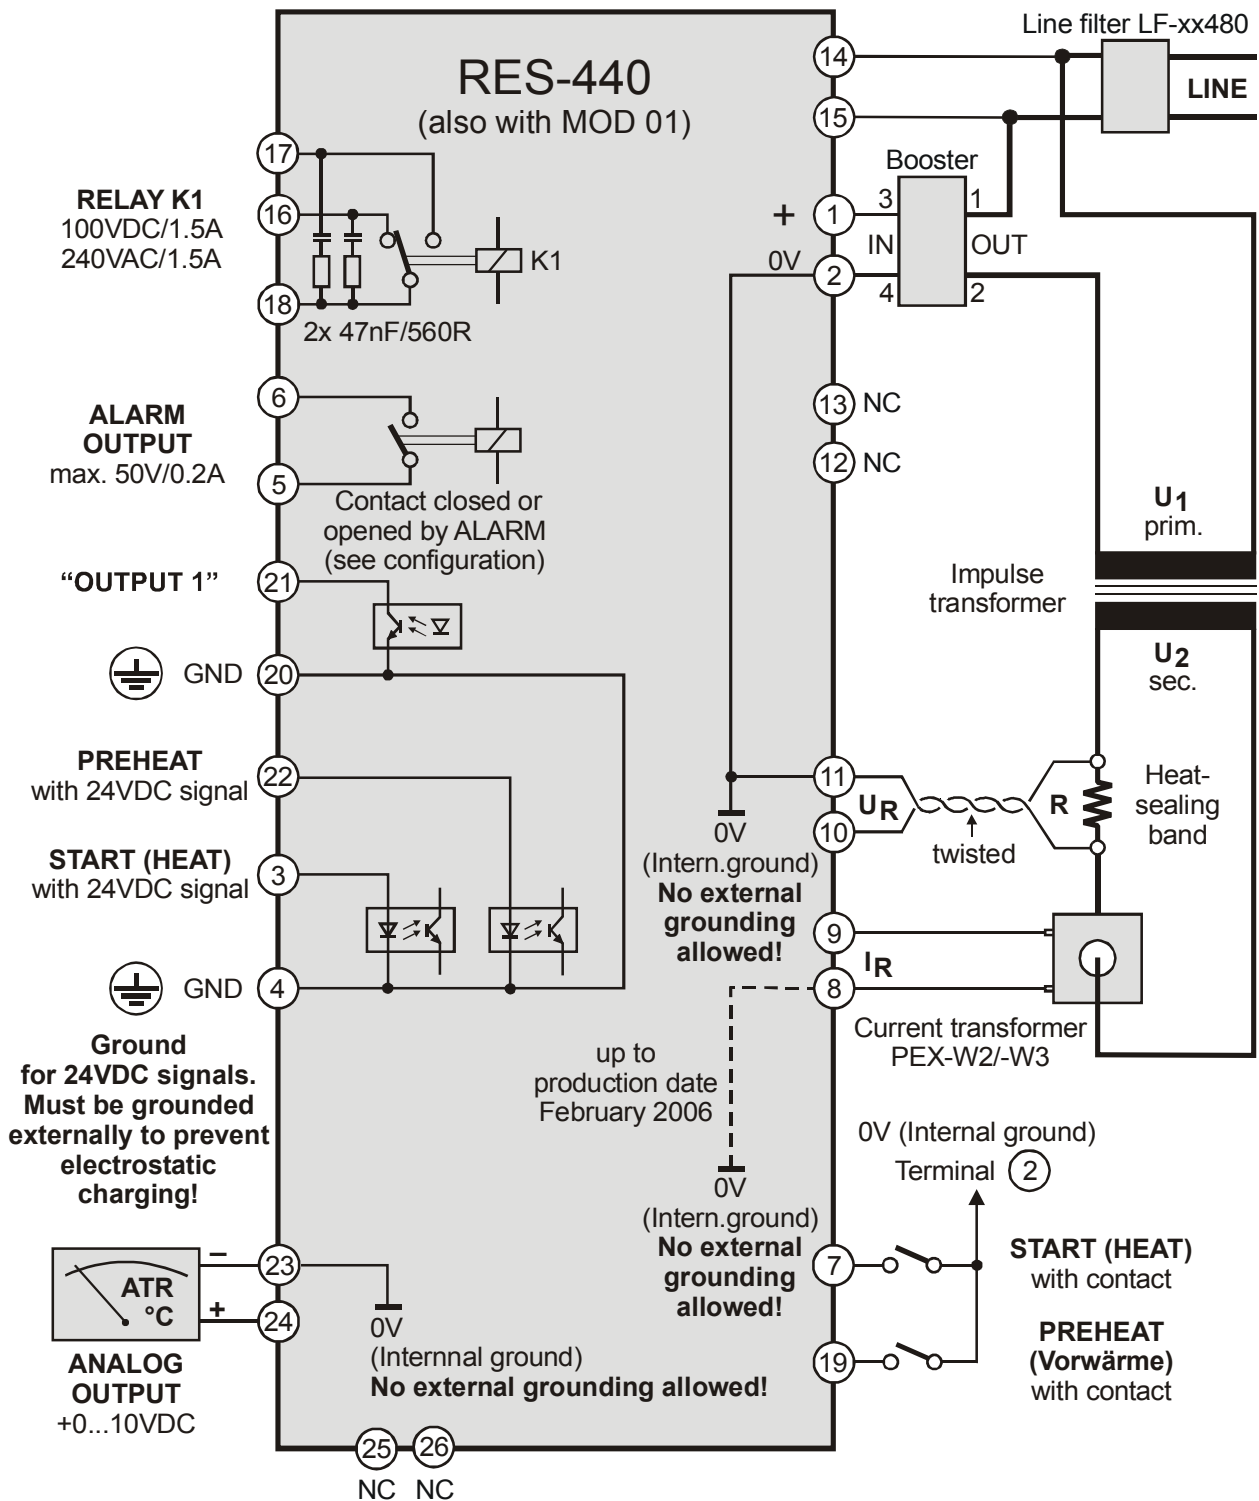 Line filter LF-xx480
LINE
RES-440
(also with MOD 01)
14
15
17
16
18
RELAY K1
100VDC/1.5A
240VAC/1.5A
K1
2x 47nF/560R
Booster
3
1
IN
OUT
4
2
+
1
0V
2
6
5
ALARM
OUTPUT
max. 50V/0.2A
Contact closed or
opened by ALARM
(see configuration)
13
NC
12
NC
U1
prim.
Impulse
transformer
U2
sec.
“OUTPUT 1”
21
GND
20
PREHEAT
with 24VDC signal
22
START (HEAT)
with 24VDC signal
3
GND
4
Ground
for 24VDC signals.
Must be grounded
externally to prevent
electrostatic
charging!
11
10
UR
twisted
R
Heat-
sealing
band
0V
(Intern.ground)
No external
grounding
allowed!
9
8
IR
Current transformer
PEX-W2/-W3
up to
production date
February 2006
0V
(Intern.ground)
No external
grounding
allowed!
0V (Internal ground)
Terminal 2
7
START (HEAT)
with contact
19
PREHEAT
(Vorwärme)
with contact
ATR
°C
–
+
23
24
ANALOG
OUTPUT
+0...10VDC
0V
(Internnal ground)
No external grounding allowed!
25
26
NC
NC